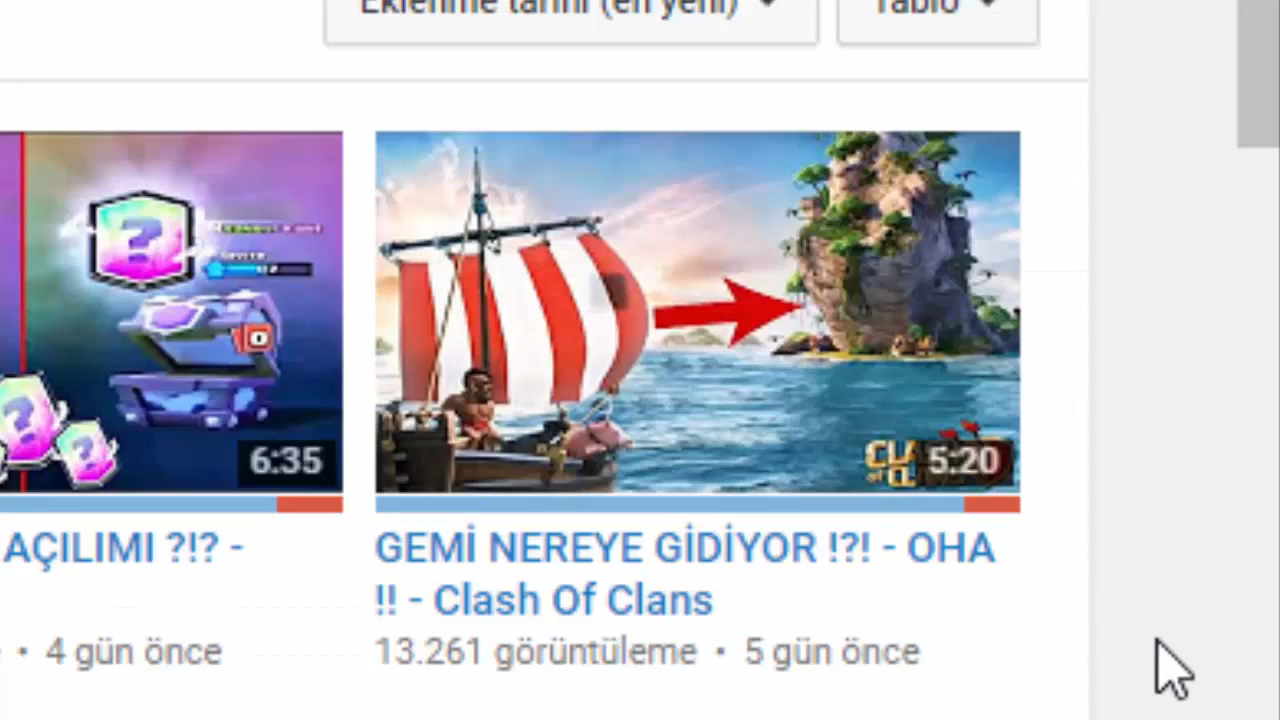 Eklenme tarihi (en yeni) Tablo
6:35
5:20
AÇILIMI ?!? -
GEMİ NEREYE GİDİYOR !?! - OHA
!! - Clash Of Clans
• 4 gün önce
13.261 görüntüleme • 5 gün önce